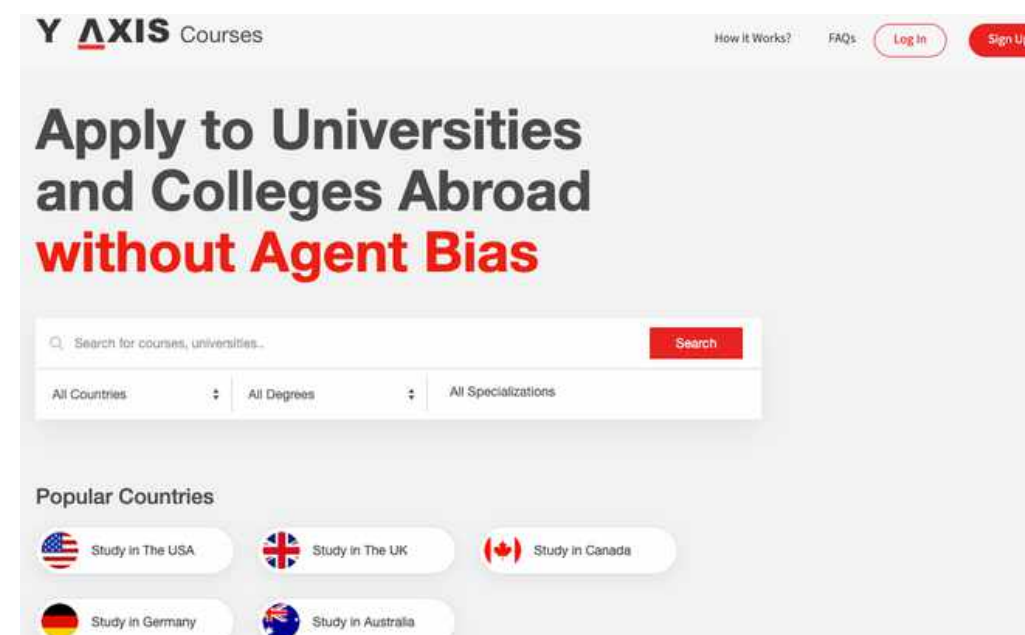 Y AXIS Courses
How it Works? FAQs Log In Sign Up
Apply to Universities
and Colleges Abroad
without Agent Bias
Search for courses, universities.. Search
All Countries All Degrees All Specializations
Popular Countries
Study in The USA Study in The UK Study in Canada
Study in Germany Study in Australia